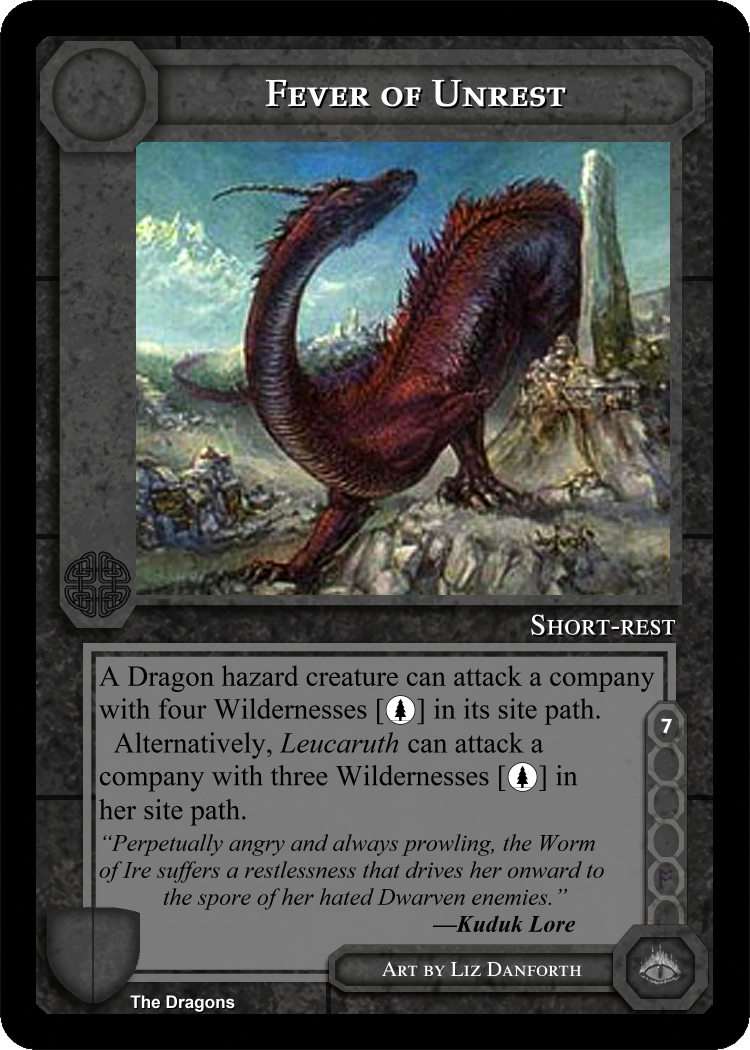 FEVER OF UNREST
SHORT-REST
A Dragon hazard creature can attack a company
with four Wildernesses [ ] in its site path.
Alternatively, Leucaruth can attack a
company with three Wildernesses [ ] in
her site path.
7
“Perpetually angry and always prowling, the Worm
of Ire suffers a restlessness that drives her onward to
the spore of her hated Dwarven enemies.”
—Kuduk Lore
ART BY LIZ DANFORTH
The Dragons